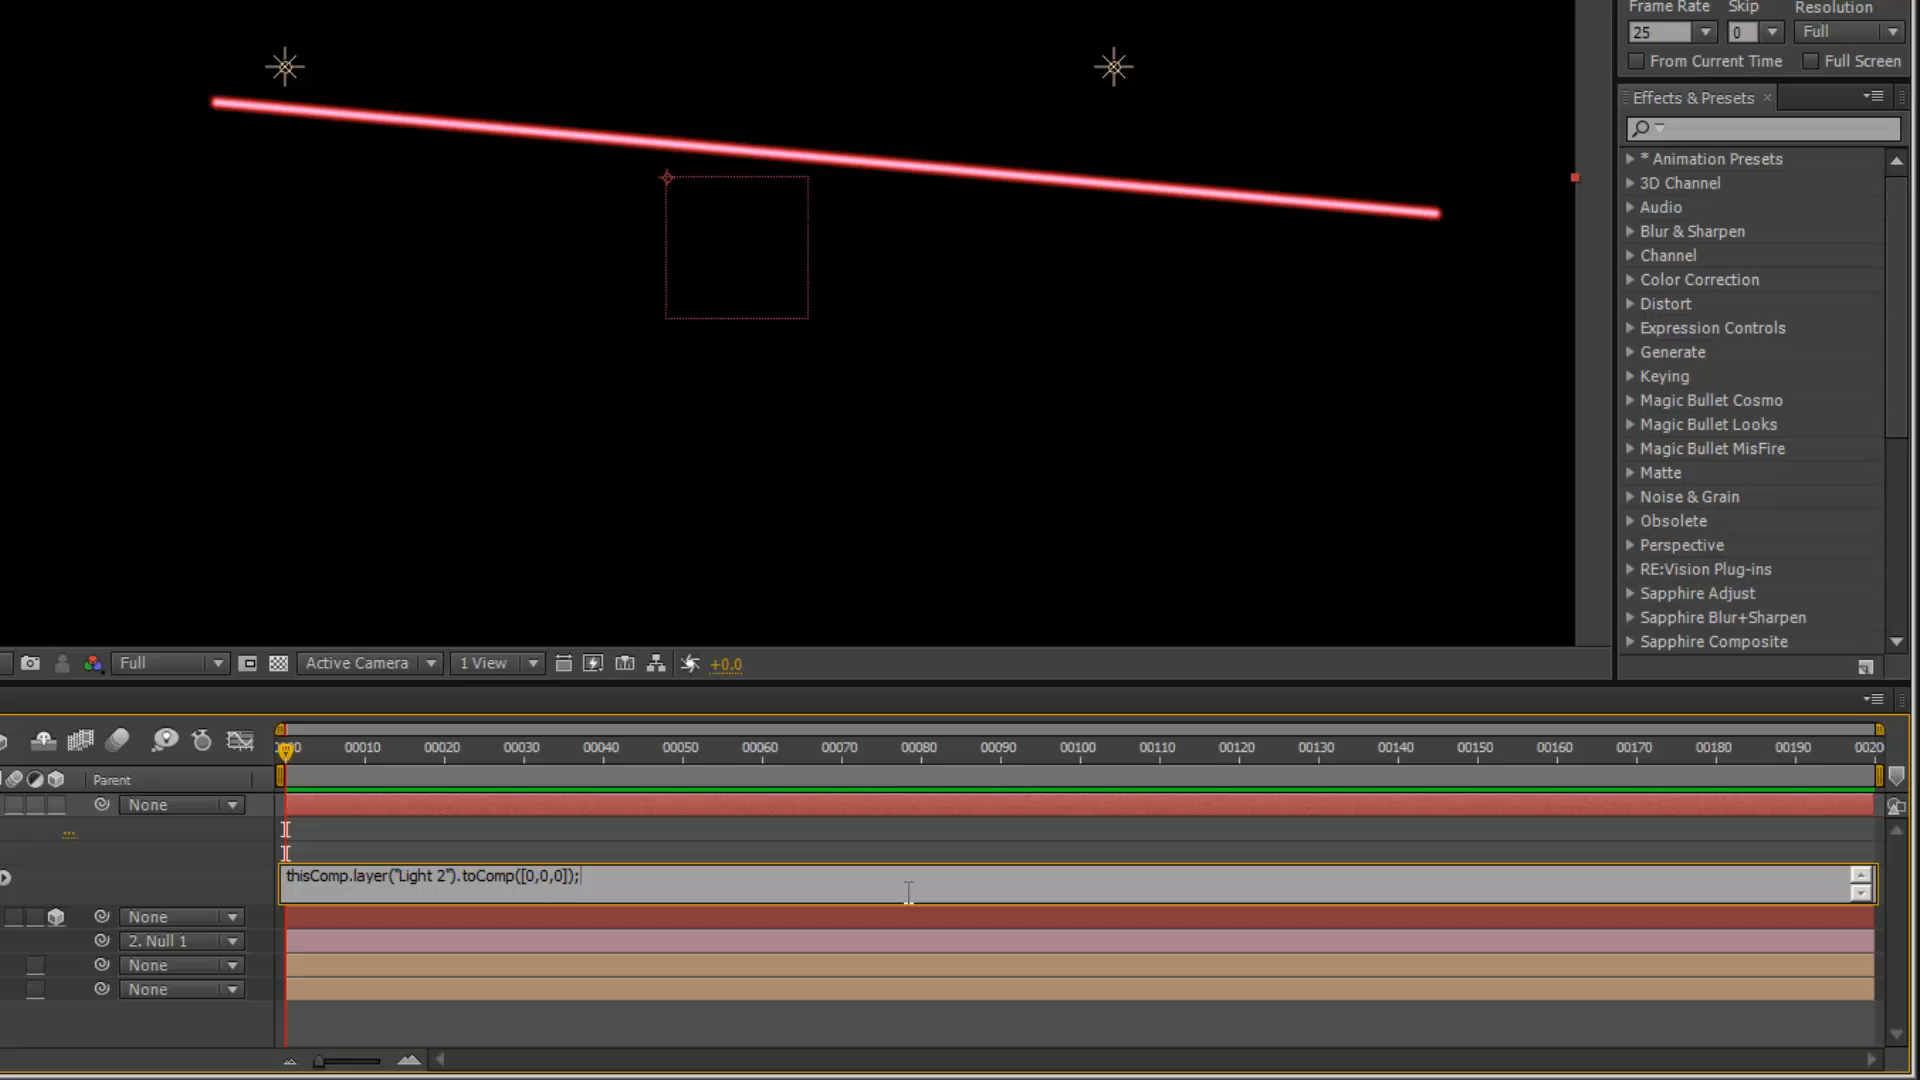 Frame Rate Skip Resolution
25 0 Full
From Current Time Full Screen
Effects & Presets
* Animation Presets
3D Channel
Audio
Blur & Sharpen
Channel
Color Correction
Distort
Expression Controls
Generate
Keying
Magic Bullet Cosmo
Magic Bullet Looks
Magic Bullet MisFire
Matte
Noise & Grain
Obsolete
Perspective
RE:Vision Plug-ins
Sapphire Adjust
Sapphire Blur+Sharpen
Sapphire Composite
Full Active Camera 1 View +0.0
00010 00020 00030 00040 00050 00060 00070 00080 00090 00100 00110 00120 00130 00140 00150 00160 00170 00180 00190 0020
Parent
None
thisComp.layer("Light 2").toComp([0,0,0]);
None
2. Null 1
None
None